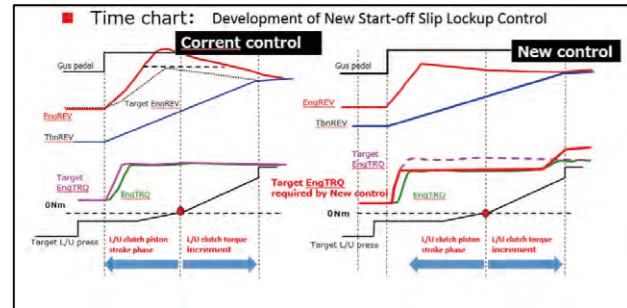 Time chart: Development of New Start-off Slip Lockup Control
Corrent control
Gus pedal
Target EngREV
EngREV
TbnREV
Target
EngTRQ
EngTRQ
0Nm
Target L/U press
L/U clutch piston
stroke phase
L/U clutch torque
increment
New control
Gus pedal
EngREV
TbnREV
Target
EngTRQ
Target EngTRQ
required by New control
EngTRQ
0Nm
Target L/U press
L/U clutch piston
stroke phase
L/U clutch torque
increment